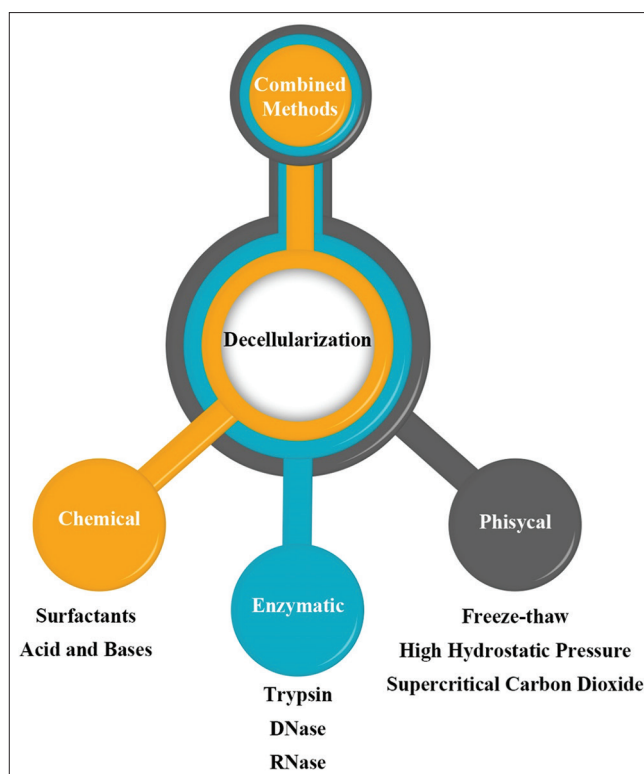 Combined
Methods
Decellularization
Chemical
Surfactants
Acid and Bases
Enzymatic
Trypsin
DNase
RNase
Phisycal
Freeze-thaw
High Hydrostatic Pressure
Supercritical Carbon Dioxide